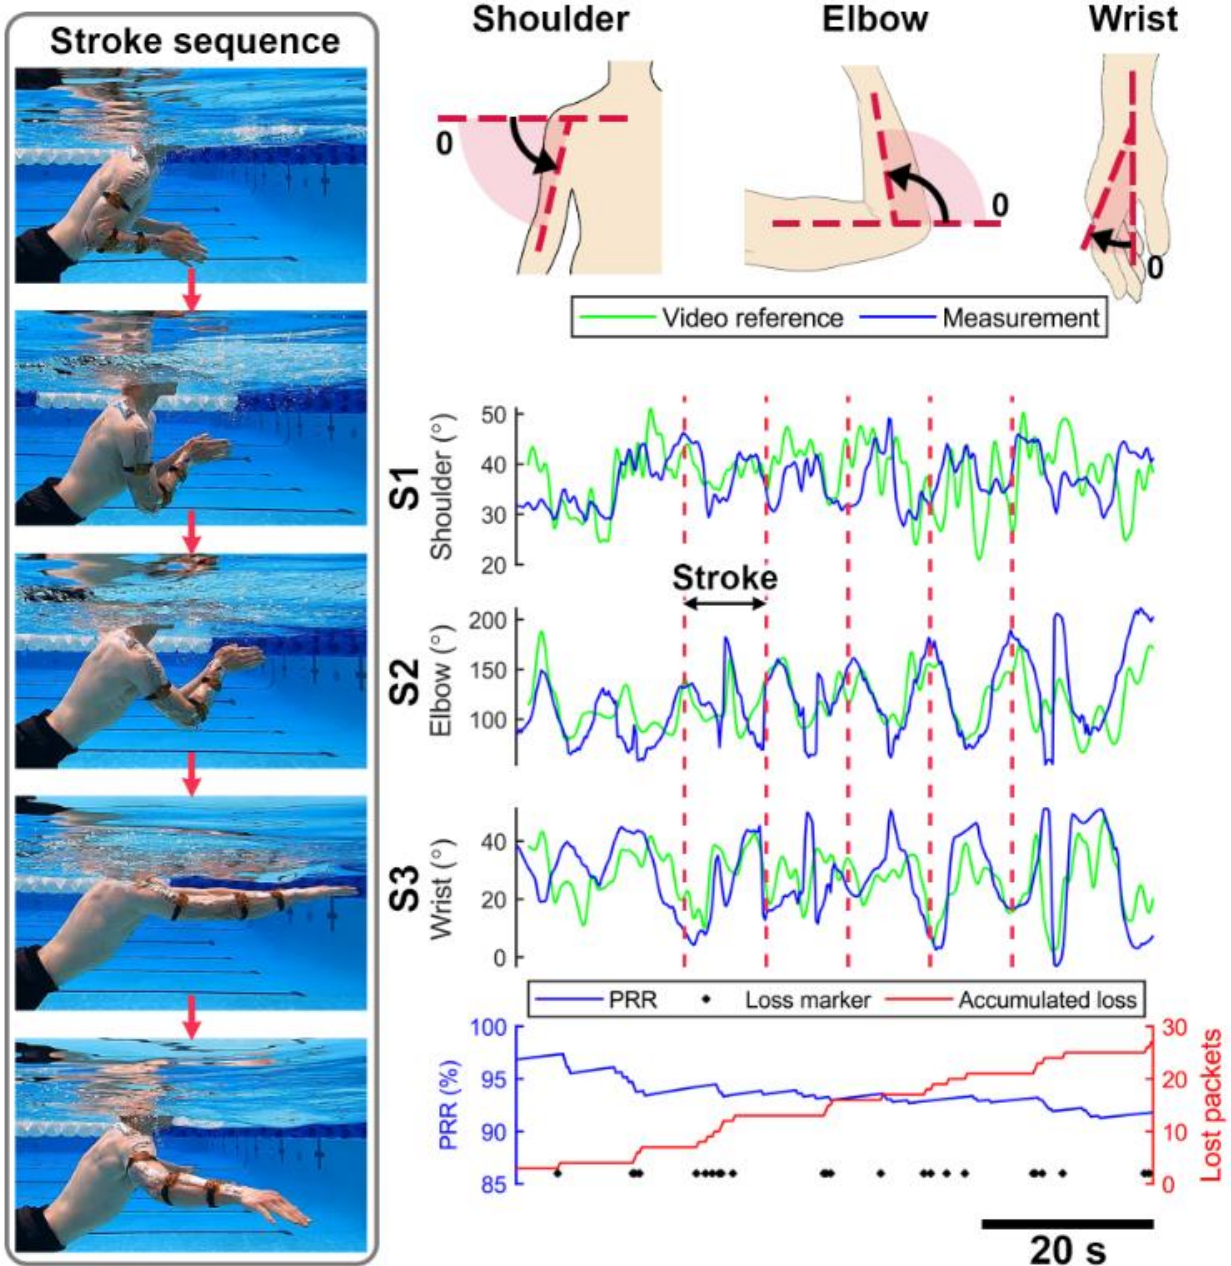 Stroke sequence
Shoulder
Elbow
Wrist
0
0
0
Video reference
Measurement
S1
Shoulder (°)
50
40
30
20
Stroke
S2
Elbow (°)
200
150
100
S3
Wrist (°)
40
20
0
PRR
Loss marker
Accumulated loss
PRR (%)
100
95
90
85
30
20
10
0
Lost packets
20 s